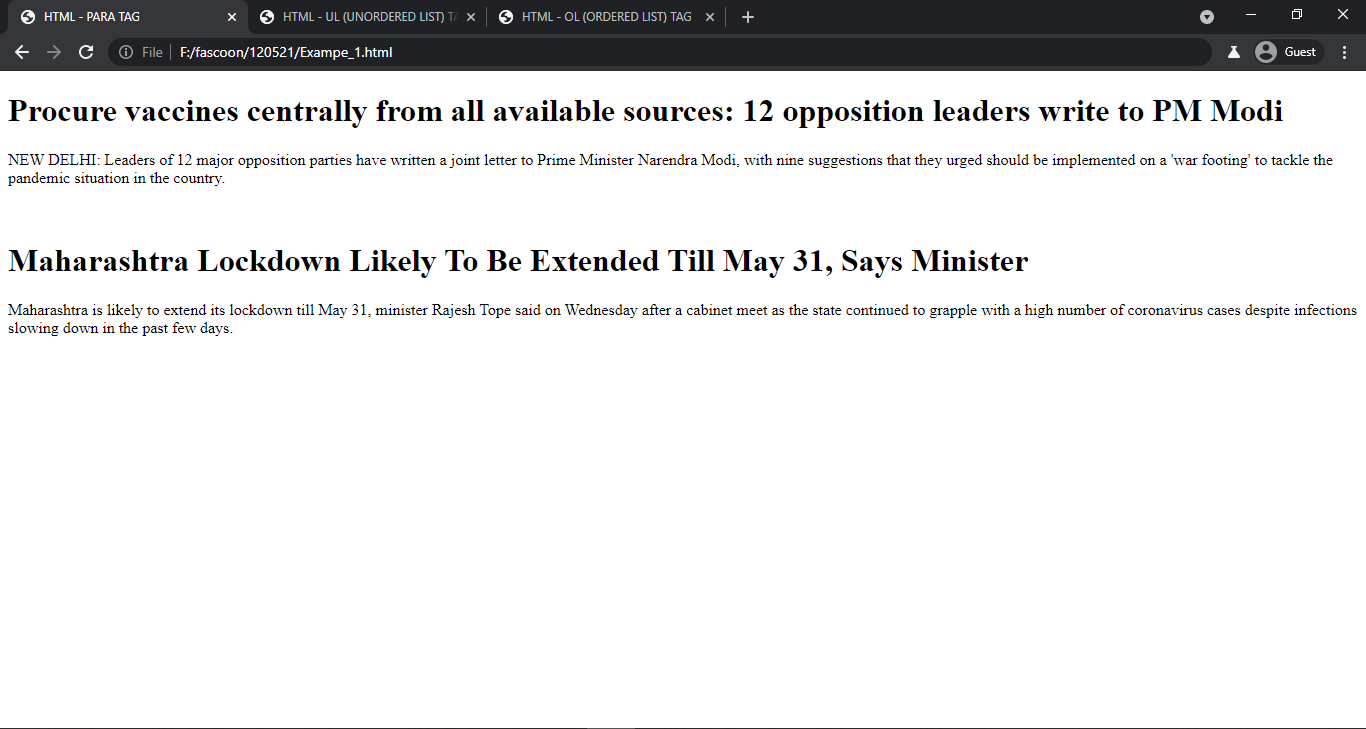 HTML - PARA TAG
HTML - UL (UNORDERED LIST) TA
HTML - OL (ORDERED LIST) TAG
File
F:/fascoon/120521/Exampe_1.html
Guest
Procure vaccines centrally from all available sources: 12 opposition leaders write to PM Modi
NEW DELHI: Leaders of 12 major opposition parties have written a joint letter to Prime Minister Narendra Modi, with nine suggestions that they urged should be implemented on a 'war footing' to tackle the
pandemic situation in the country.
Maharashtra Lockdown Likely To Be Extended Till May 31, Says Minister
Maharashtra is likely to extend its lockdown till May 31, minister Rajesh Tope said on Wednesday after a cabinet meet as the state continued to grapple with a high number of coronavirus cases despite infections
slowing down in the past few days.